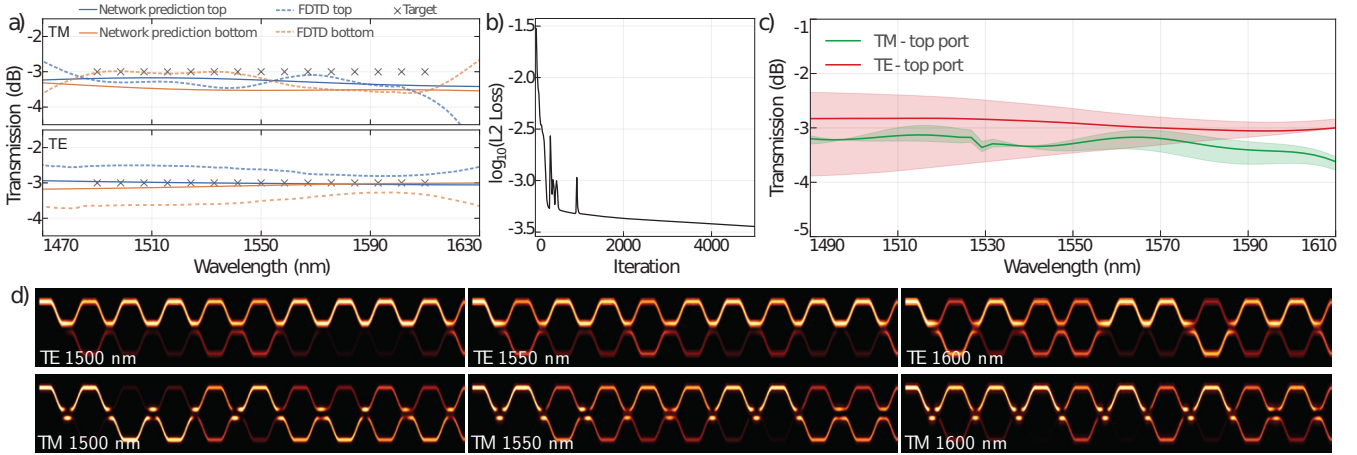 a)
Network prediction top
FDTD top
Target
TM
Network prediction bottom
FDTD bottom
-2
-3
-4
TE
-2
-3
-4
Transmission (dB)
1470 1510 1550 1590 1630
Wavelength (nm)
b)
-1.5
-2.0
-2.5
-3.0
-3.5
log10(L2 Loss)
0 2000 4000
Iteration
c)
-1
-2
-3
-4
-5
Transmission (dB)
TM - top port
TE - top port
1490 1510 1530 1550 1570 1590 1610
Wavelength (nm)
d)
TE 1500 nm
TE 1550 nm
TE 1600 nm
TM 1500 nm
TM 1550 nm
TM 1600 nm